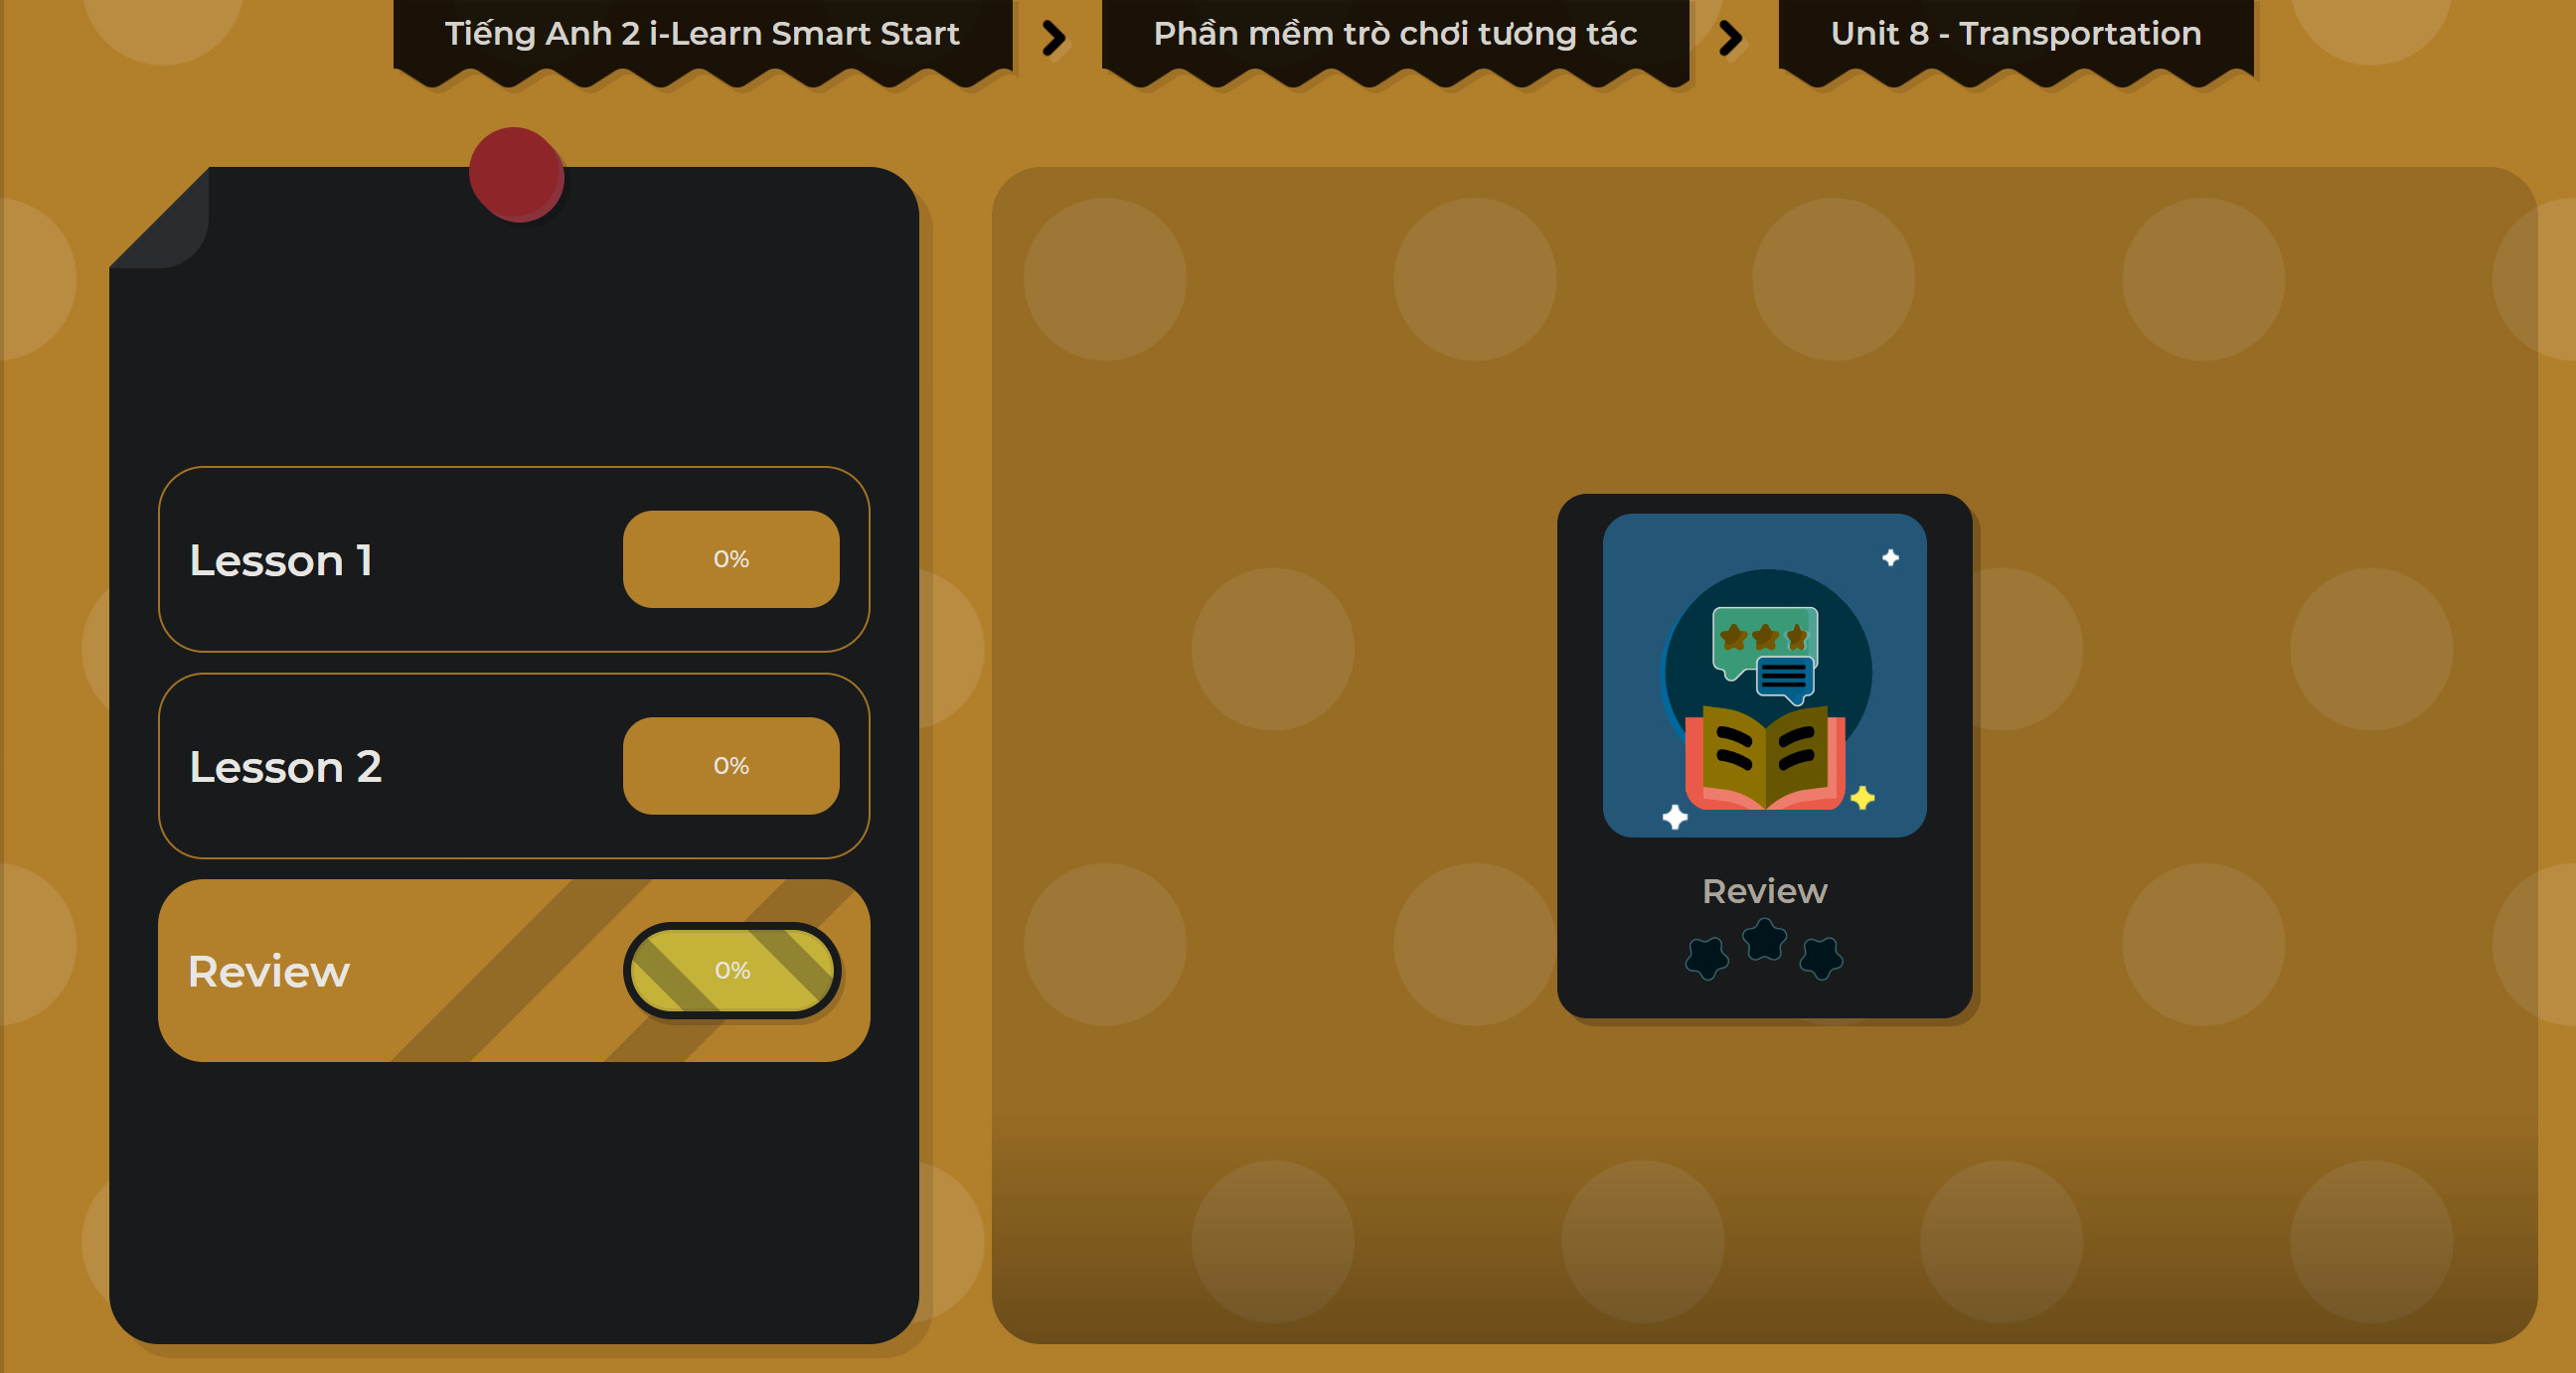 Tiếng Anh 2 i-Learn Smart Start
Phần mềm trò chơi tương tác
Unit 8 - Transportation
Lesson 1
0%
Lesson 2
0%
Review
0%
Review